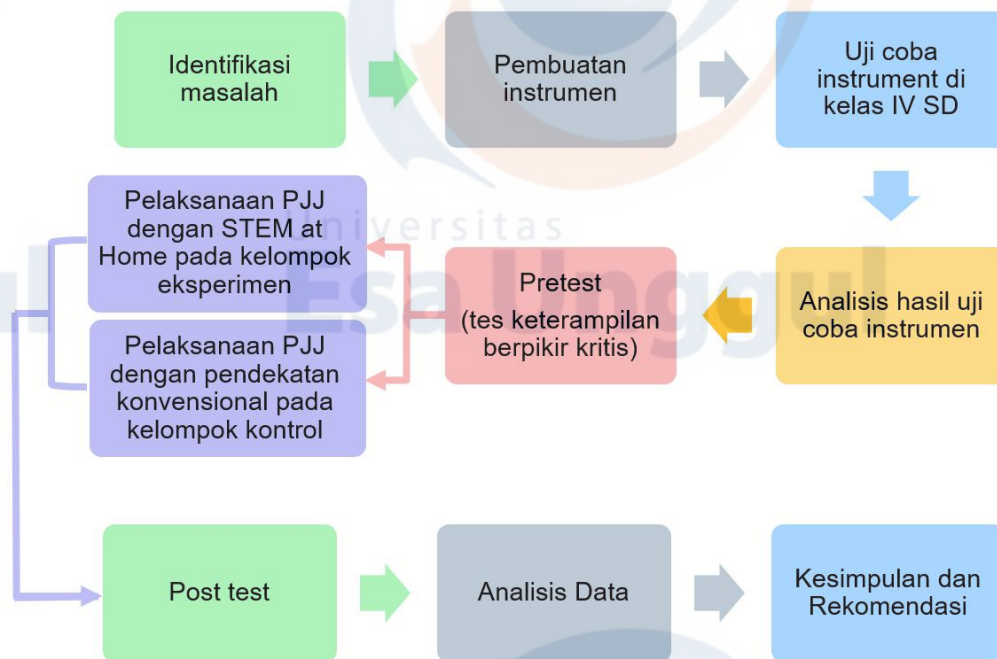 Identifikasi
masalah
Pembuatan
instrumen
Uji coba
instrument di
kelas IV SD
Pelaksanaan PJJ
dengan STEM at
Home pada kelompok
eksperimen
Pelaksanaan PJJ
dengan pendekatan
konvensional pada
kelompok kontrol
Pretest
(tes keterampilan
berpikir kritis)
Analisis hasil uji
coba instrumen
Universitas
Esa Unggul
ul
Post test
Analisis Data
Kesimpulan dan
Rekomendasi